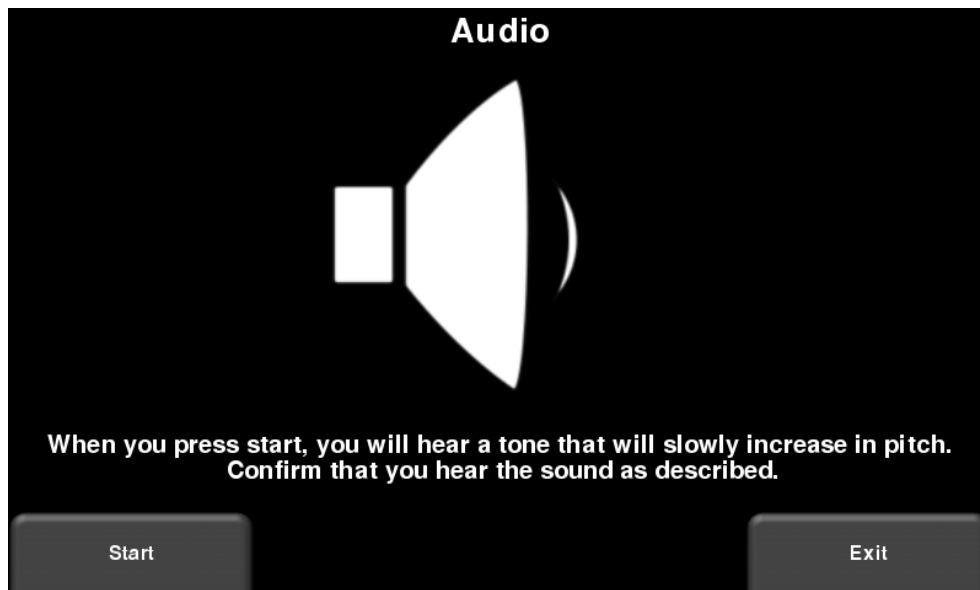 Audio
When you press start, you will hear a tone that will slowly increase in pitch.
Confirm that you hear the sound as described.
Start
Exit